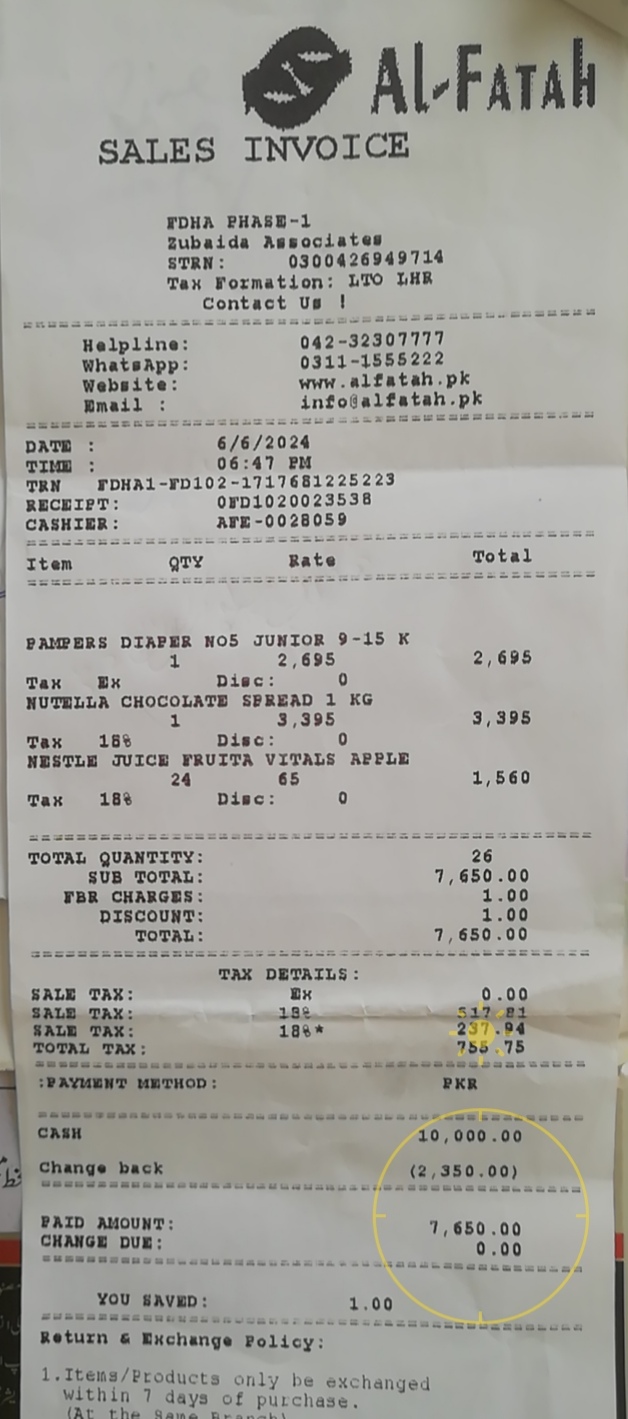 Al-Fatah
SALES INVOICE
FDHA PHASE-1
Zubaida Associates
STRN: 0300426949714
Tax Formation: LTO LHR
Contact Us !
Helpline: 042-32307777
WhatsApp: 0311-1555222
Website: www.alfatah.pk
Email : info@alfatah.pk
DATE : 6/6/2024
TIME : 06:47 PM
TRN FDHA1-FD102-1717681225223
RECEIPT: 0FD1020023538
CASHIER: AFE-0028059
Item QTY Rate Total
PAMPERS DIAPER NO5 JUNIOR 9-15 K
1 2,695 2,695
Tax Ex Disc: 0
NUTELLA CHOCOLATE SPREAD 1 KG
1 3,395 3,395
Tax 18% Disc: 0
NESTLE JUICE FRUITA VITALS APPLE
24 65 1,560
Tax 18% Disc: 0
TOTAL QUANTITY: 26
SUB TOTAL: 7,650.00
FBR CHARGES: 1.00
DISCOUNT: 1.00
TOTAL: 7,650.00
TAX DETAILS:
SALE TAX: Ex 0.00
SALE TAX: 18% 517.81
SALE TAX: 18%* 237.94
TOTAL TAX: 755.75
:PAYMENT METHOD: PKR
CASH 10,000.00
Change back (2,350.00)
PAID AMOUNT: 7,650.00
CHANGE DUE: 0.00
YOU SAVED: 1.00
Return & Exchange Policy:
1.Items/Products only be exchanged
within 7 days of purchase.
(At the Same Branch)